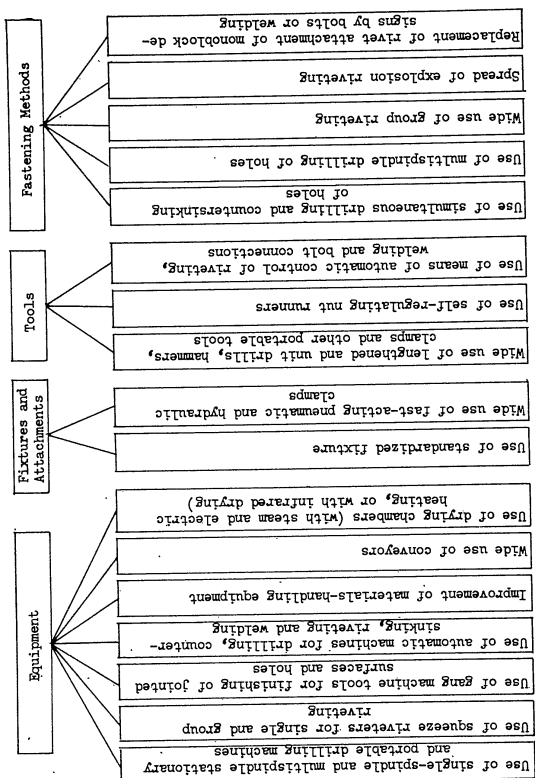 Equipment
Use of single-spindle and multispindle stationary
and portable drilling machines
Use of squeeze riveters for single and group
riveting
Use of gang machine tools for finishing of jointed
surfaces and holes
Use of automatic machines for drilling, counter-
sinking, riveting and welding
Improvement of materials-handling equipment
Wide use of conveyors
Use of drying chambers (with steam and electric
heating, or with infrared drying)
Fixtures and
Attachments
Use of standardized fixture
Wide use of fast-acting pneumatic and hydraulic
clamps
Tools
Wide use of lengthened and unit drills, hammers,
clamps and other portable tools
Use of self-regulating nut runners
Use of means of automatic control of riveting,
welding and bolt connections
Fastening Methods
Use of simultaneous drilling and countersinking
of holes
Use of multispindle drilling of holes
Wide use of group riveting
Spread of explosion riveting
Replacement of rivet attachment of monoblock de-
signs by bolts or welding